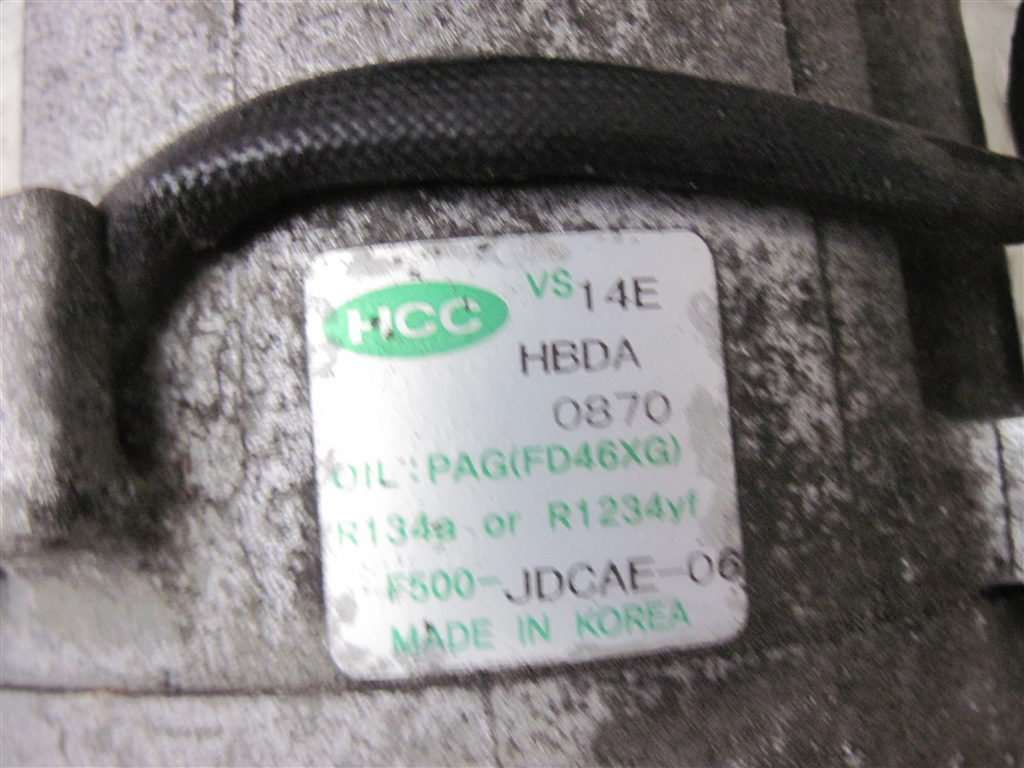 HCC VS14E
HBDA
0870
OIL : PAG(FD46XG)
R134a or R1234yf
F500-JDCAE-06
MADE IN KOREA